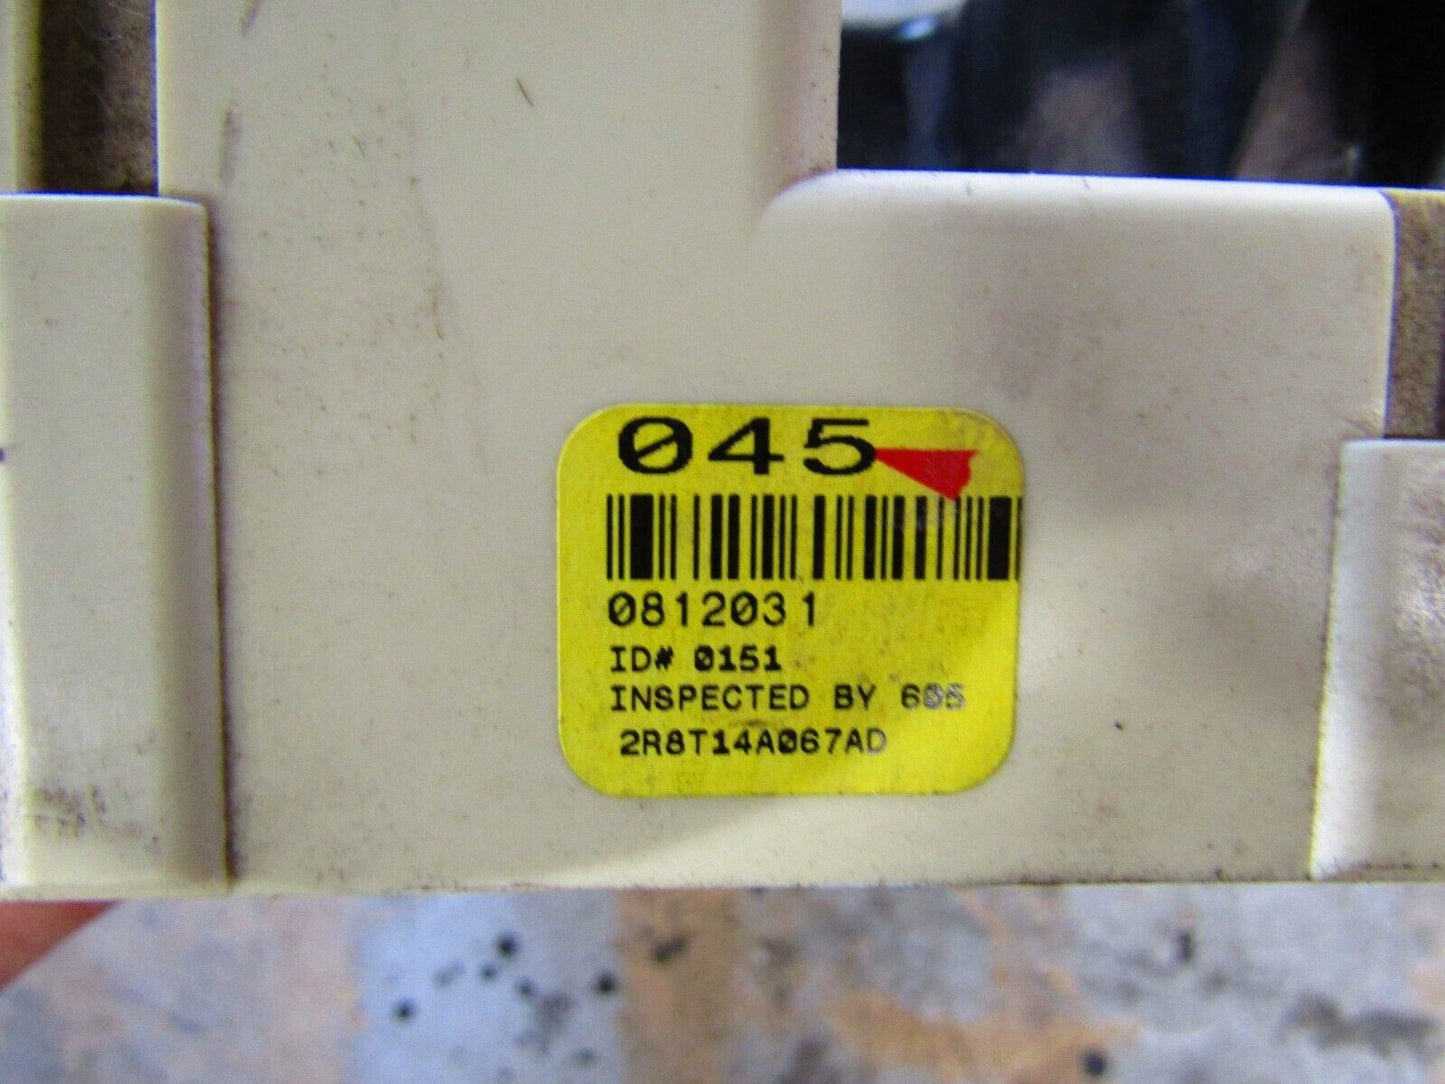 045
0812031
ID# 0151
INSPECTED BY 605
2R8T14A067AD